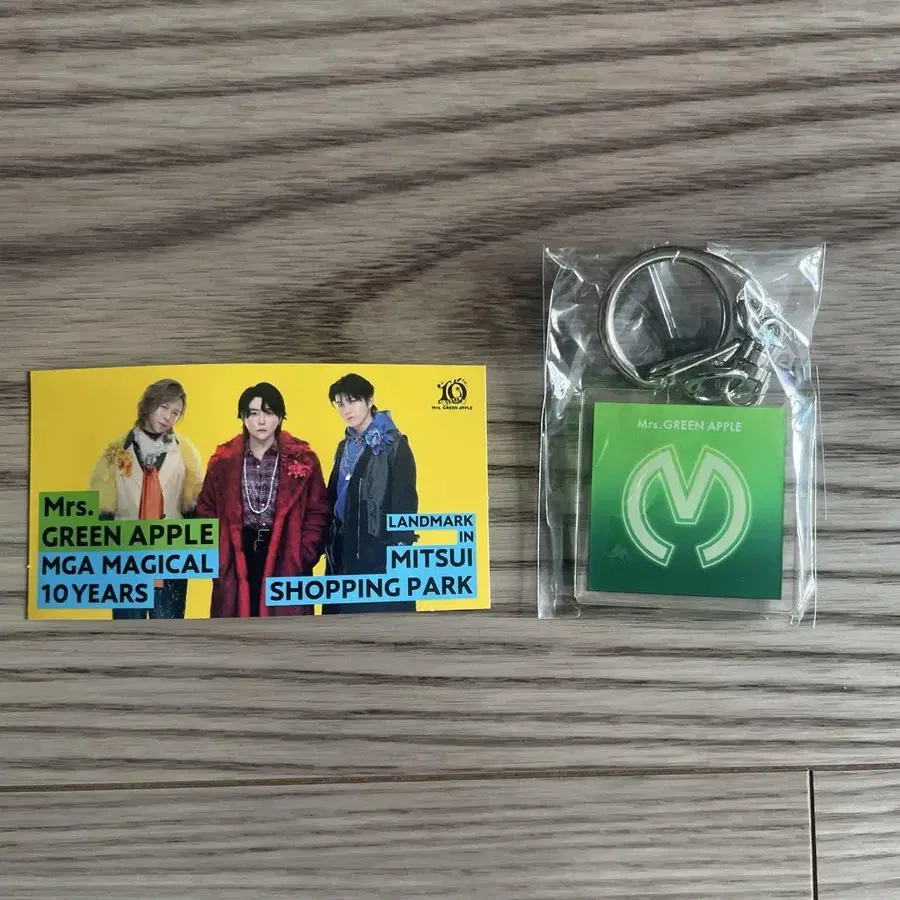 10
Mrs. GREEN APPLE
Mrs.
GREEN APPLE
MGA MAGICAL
10 YEARS
LANDMARK
IN
MITSUI
SHOPPING PARK
Mrs. GREEN APPLE